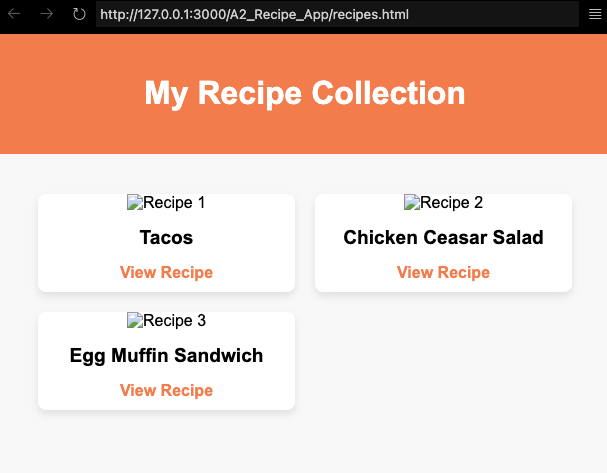 http://127.0.0.1:3000/A2_Recipe_App/recipes.html
My Recipe Collection
Recipe 1
Tacos
View Recipe
Recipe 2
Chicken Ceasar Salad
View Recipe
Recipe 3
Egg Muffin Sandwich
View Recipe